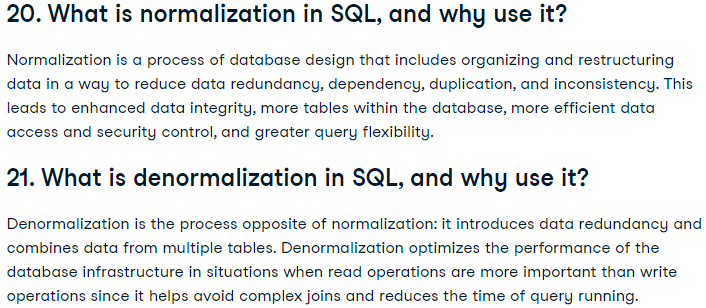 20. What is normalization in SQL, and why use it?
Normalization is a process of database design that includes organizing and restructuring
data in a way to reduce data redundancy, dependency, duplication, and inconsistency. This
leads to enhanced data integrity, more tables within the database, more efficient data
access and security control, and greater query flexibility.
21. What is denormalization in SQL, and why use it?
Denormalization is the process opposite of normalization: it introduces data redundancy and
combines data from multiple tables. Denormalization optimizes the performance of the
database infrastructure in situations when read operations are more important than write
operations since it helps avoid complex joins and reduces the time of query running.